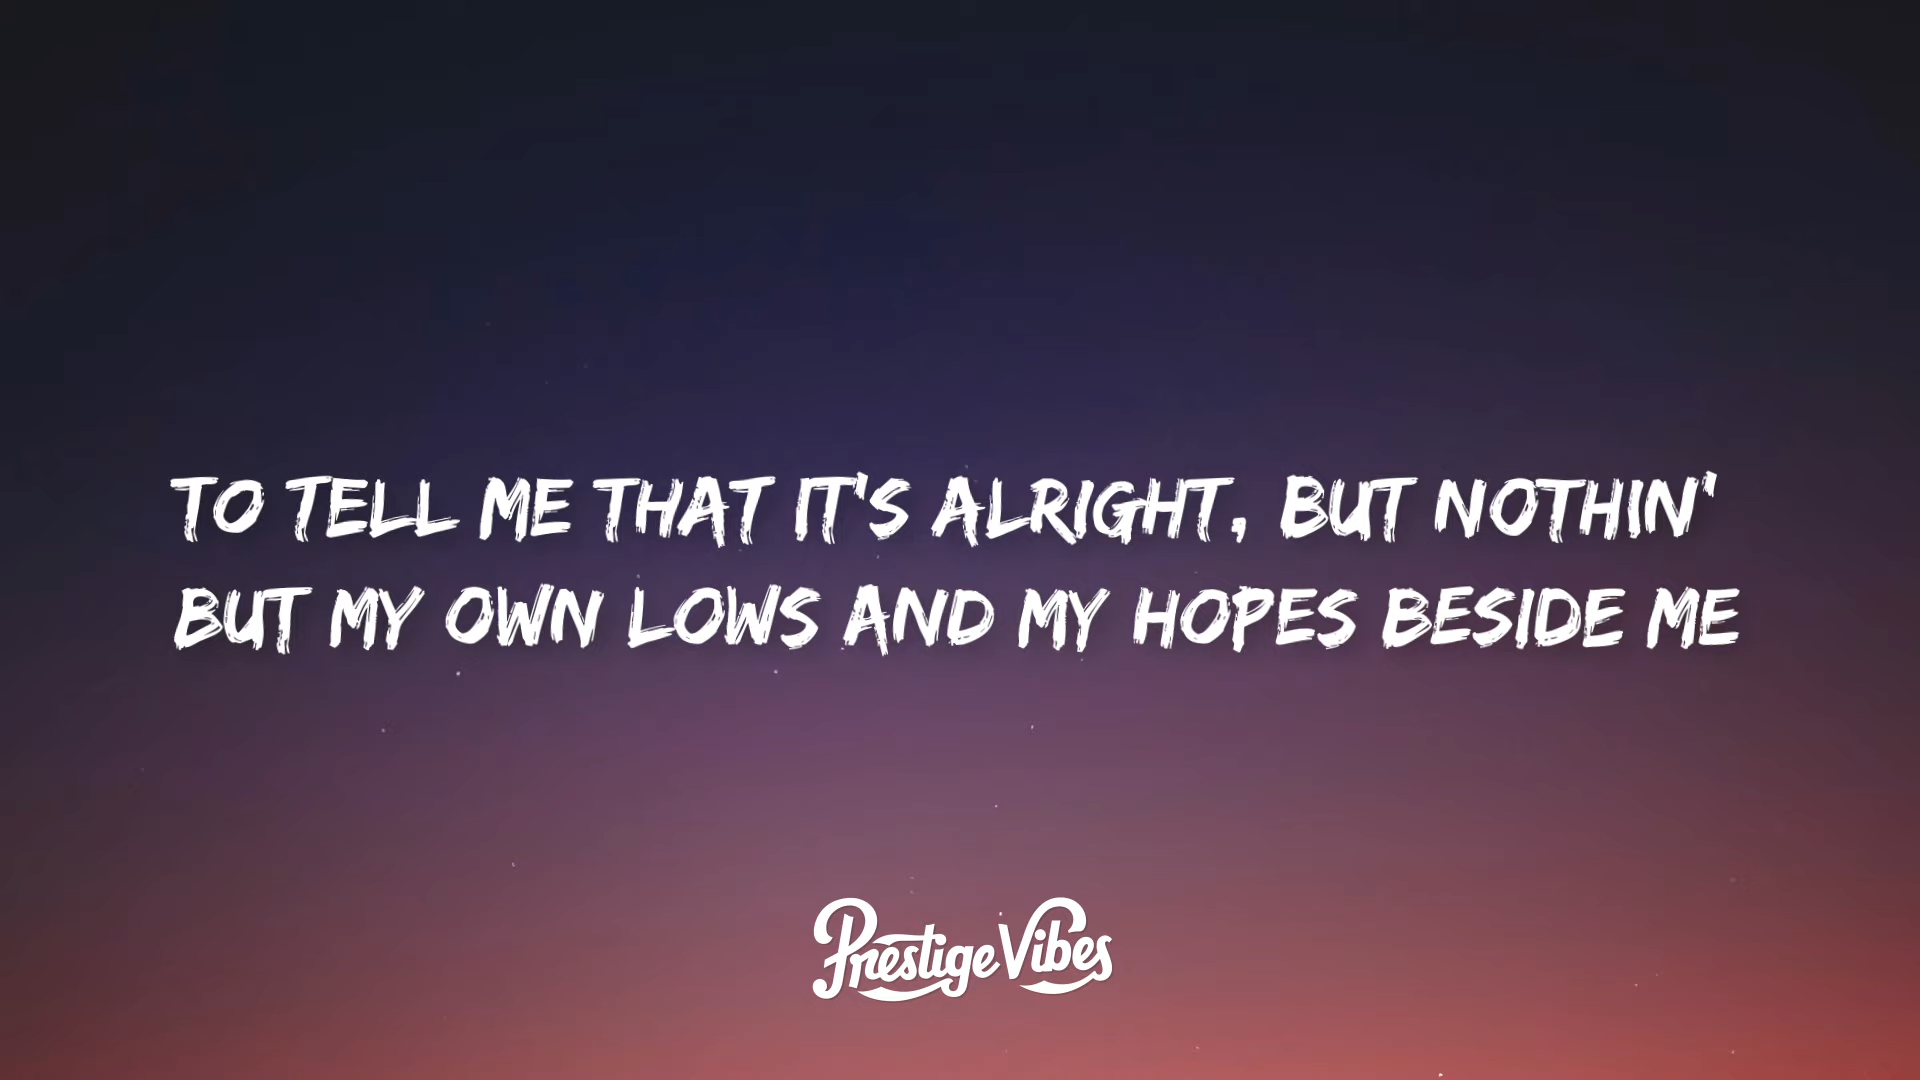 TO TELL ME THAT IT'S ALRIGHT, BUT NOTHIN'
BUT MY OWN LOWS AND MY HOPES BESIDE ME
Prestige Vibes